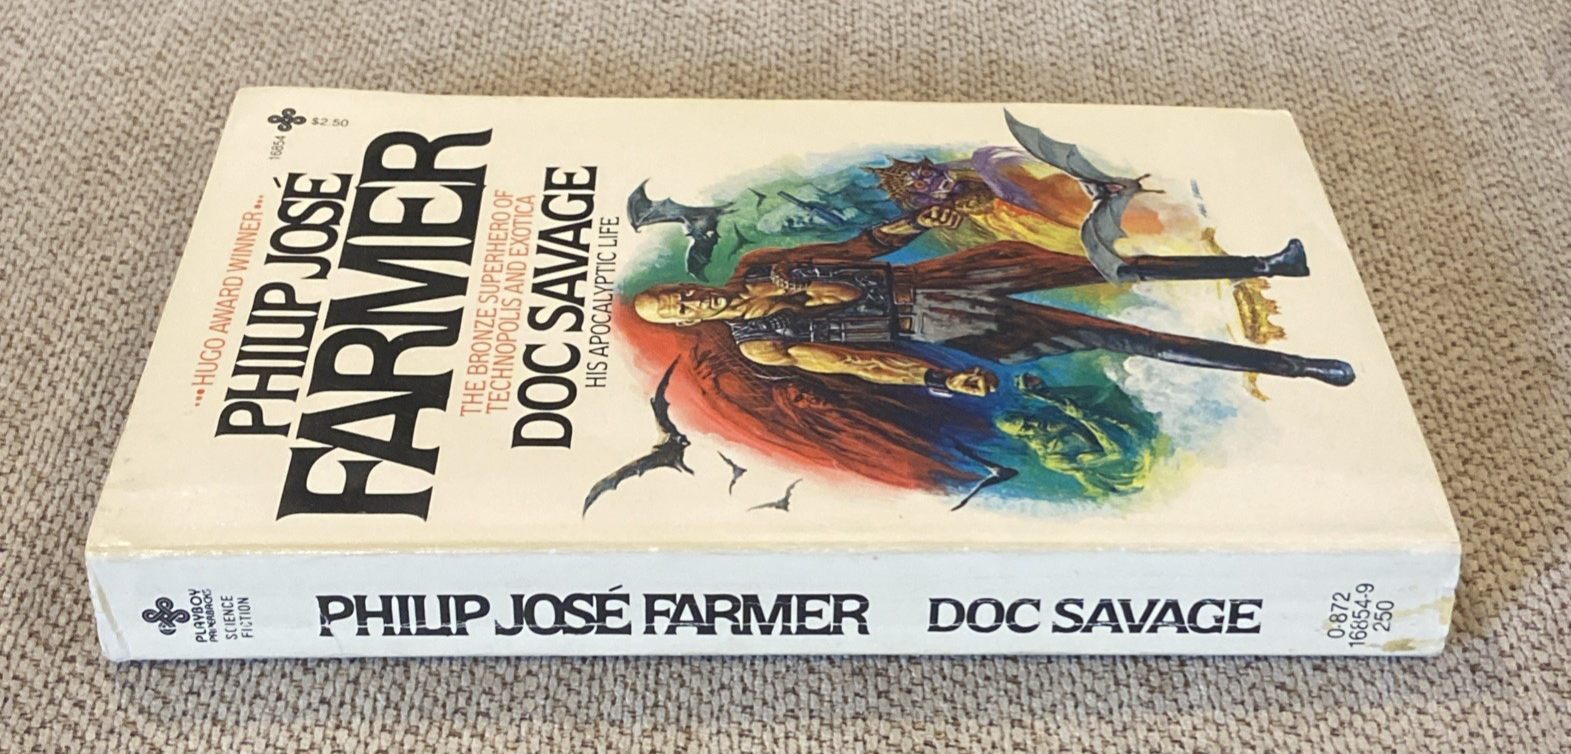 16854 $2.50
...HUGO AWARD WINNER...
PHILIP JOSÉ
FARMER
THE BRONZE SUPERHERO OF
TECHNOPOLIS AND EXOTICA
DOC SAVAGE
HIS APOCALYPTIC LIFE
PLAYBOY
PAPERBACKS
SCIENCE
FICTION
PHILIP JOSÉ FARMER DOC SAVAGE
0-872
16854-9
250